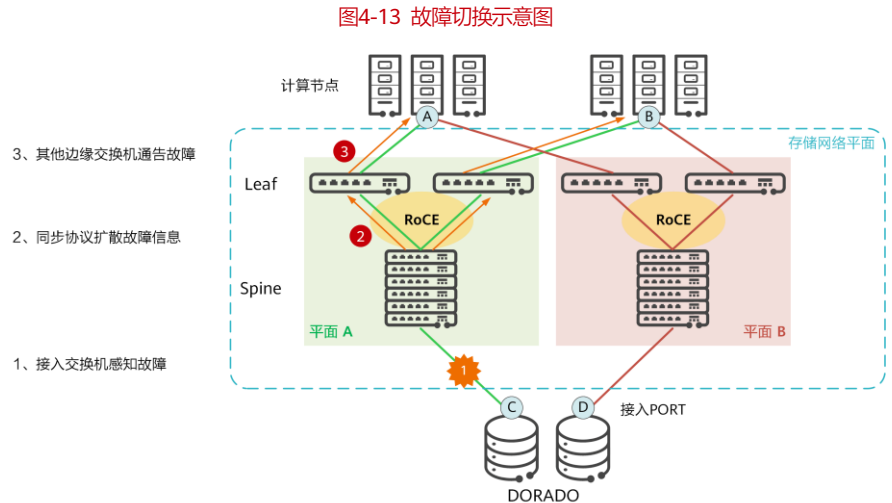 图4-13 故障切换示意图
计算节点
A
B
存储网络平面
3、其他边缘交换机通告故障
3
Leaf
RoCE
RoCE
2、同步协议扩散故障信息
2
Spine
平面 A
平面 B
1、接入交换机感知故障
1
C
D
接入PORT
DORADO